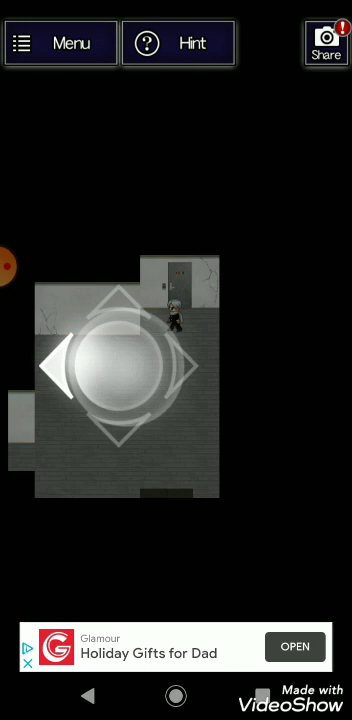 Menu
? Hint
!
Share
Glamour
Holiday Gifts for Dad
OPEN
Made with
VideoShow